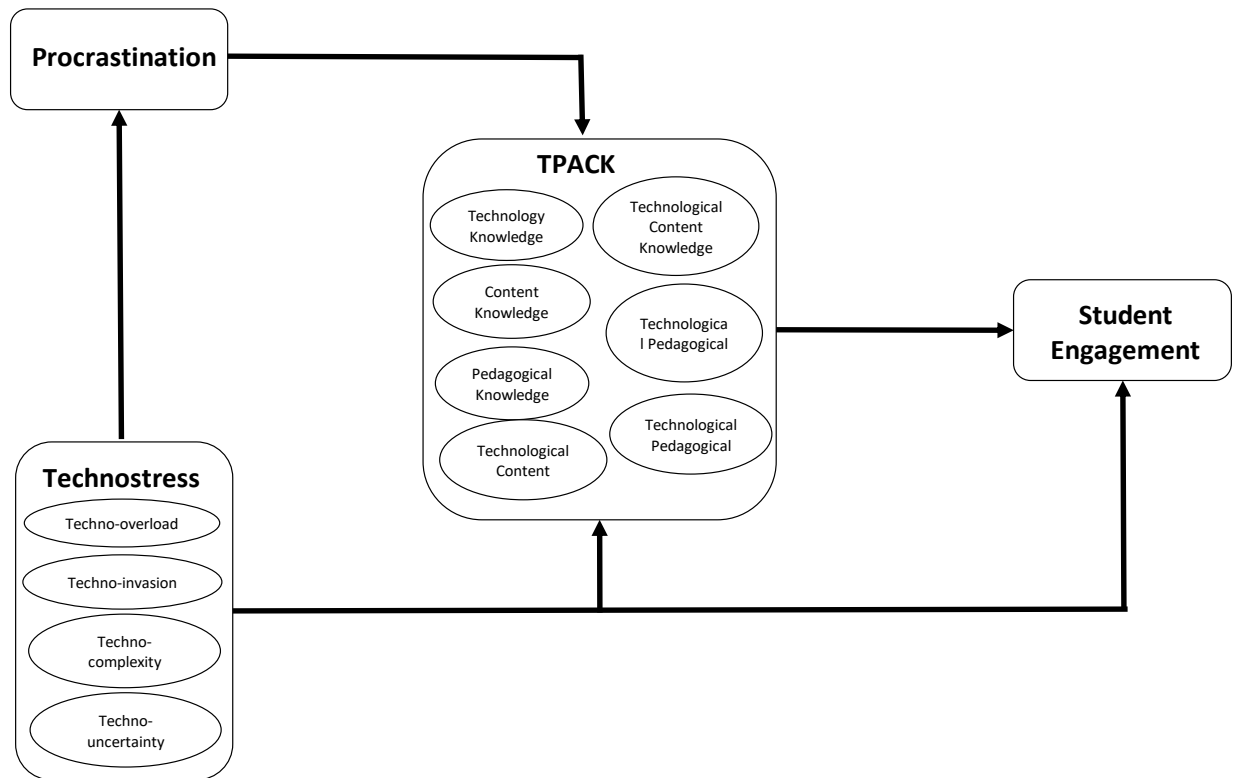 Procrastination
TPACK
Technology
Knowledge
Technological
Content
Knowledge
Content
Knowledge
Technologica
l Pedagogical
Pedagogical
Knowledge
Technological
Pedagogical
Technological
Content
Student
Engagement
Technostress
Techno-overload
Techno-invasion
Techno-
complexity
Techno-
uncertainty